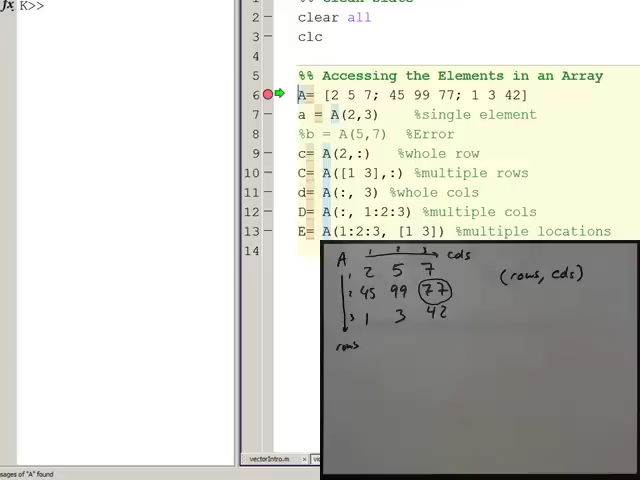 fx K>>
%% Clean Slate
2 clear all
3 clc
4
5 %% Accessing the Elements in an Array
6 A= [2 5 7; 45 99 77; 1 3 42]
7 a = A(2,3) %single element
8 %b = A(5,7) %Error
9 c= A(2,:) %whole row
10 C= A([1 3],:) %multiple rows
11 d= A(:, 3) %whole cols
12 D= A(:, 1:2:3) %multiple cols
13 E= A(1:2:3, [1 3]) %multiple locations
14
A 1 2 3 cols
1 2 5 7 (rows, cols)
2 45 99 77
3 1 3 42
rows
vectorIntro.m
sages of "A" found